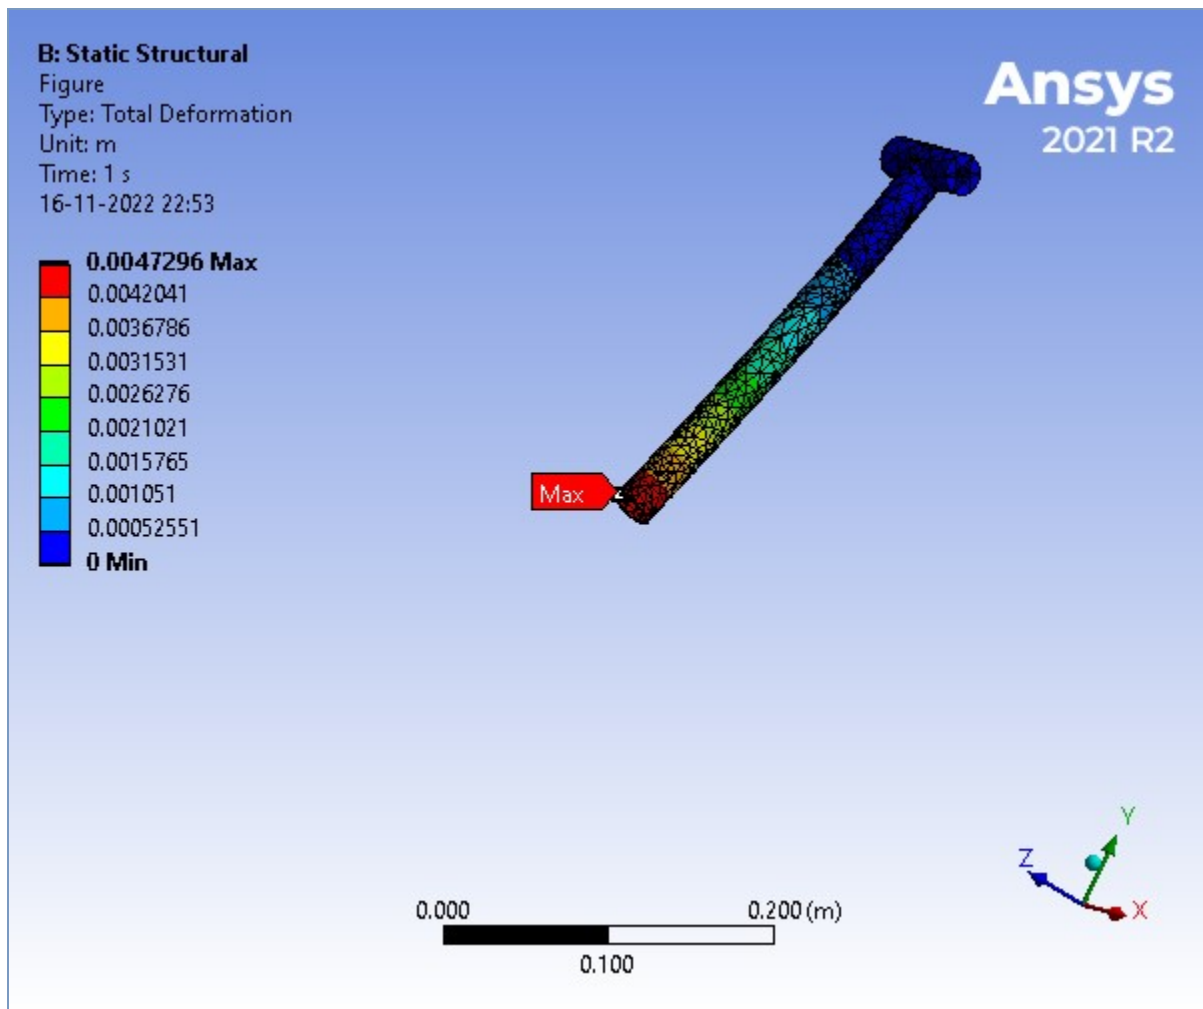 B: Static Structural
Figure
Type: Total Deformation
Unit: m
Time: 1 s
16-11-2022 22:53
Ansys
2021 R2
0.0047296 Max
0.0042041
0.0036786
0.0031531
0.0026276
0.0021021
0.0015765
0.001051
0.00052551
0 Min
Max
0.000
0.200 (m)
0.100
Y
Z
X